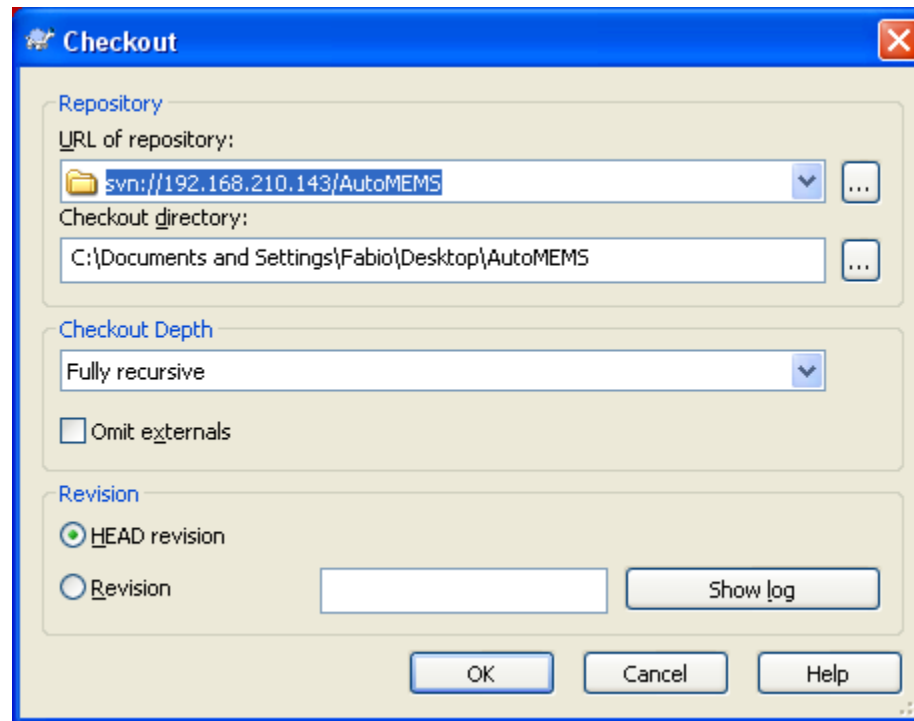 Checkout
Repository
URL of repository:
svn://192.168.210.143/AutoMEMS
...
Checkout directory:
C:\Documents and Settings\Fabio\Desktop\AutoMEMS
...
Checkout Depth
Fully recursive
Omit externals
Revision
HEAD revision
Revision
Show log
OK Cancel Help